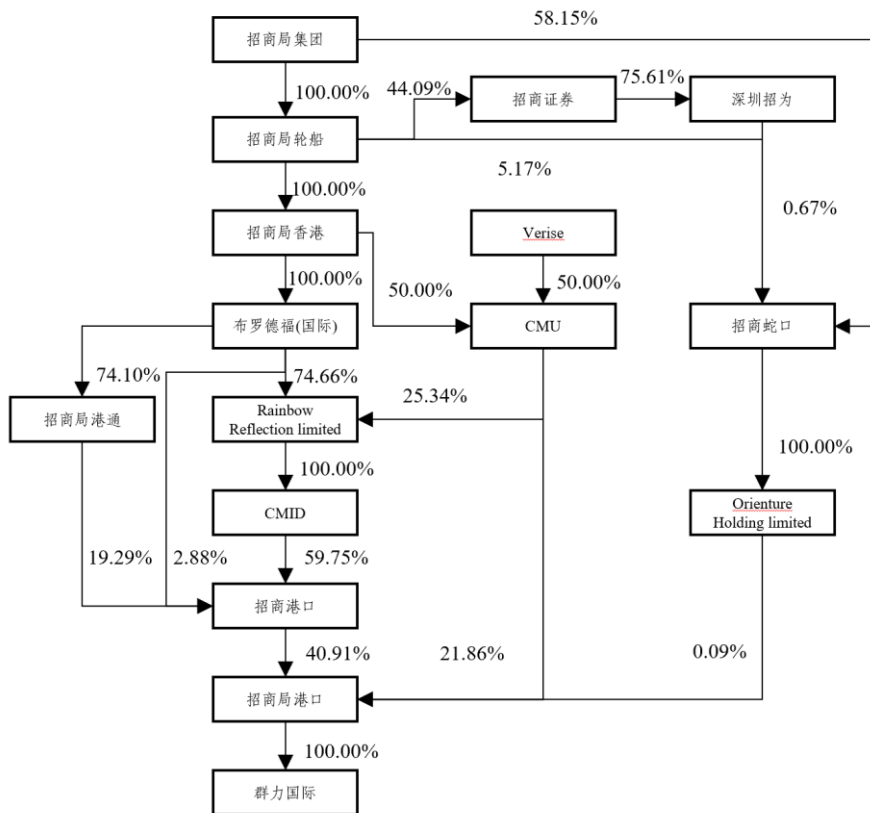 58.15%
招商局集团
100.00%
44.09%
招商证券
75.61%
深圳招为
招商局轮船
5.17%
100.00%
0.67%
招商局香港
Verise
100.00%
50.00%
50.00%
布罗德福(国际)
CMU
招商蛇口
74.10%
74.66%
25.34%
招商局港通
Rainbow
Reflection limited
100.00%
100.00%
CMID
Orienture
Holding limited
19.29%
2.88%
59.75%
招商港口
40.91%
21.86%
0.09%
招商局港口
100.00%
群力国际